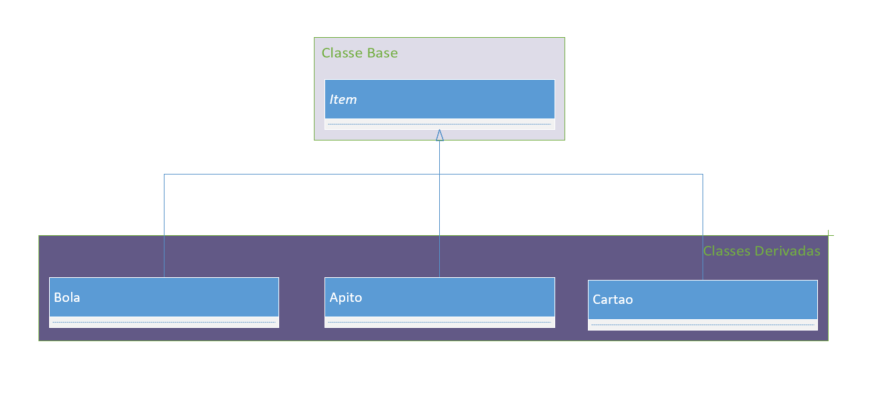 Classe Base
Item
Classes Derivadas
Bola
Apito
Cartao